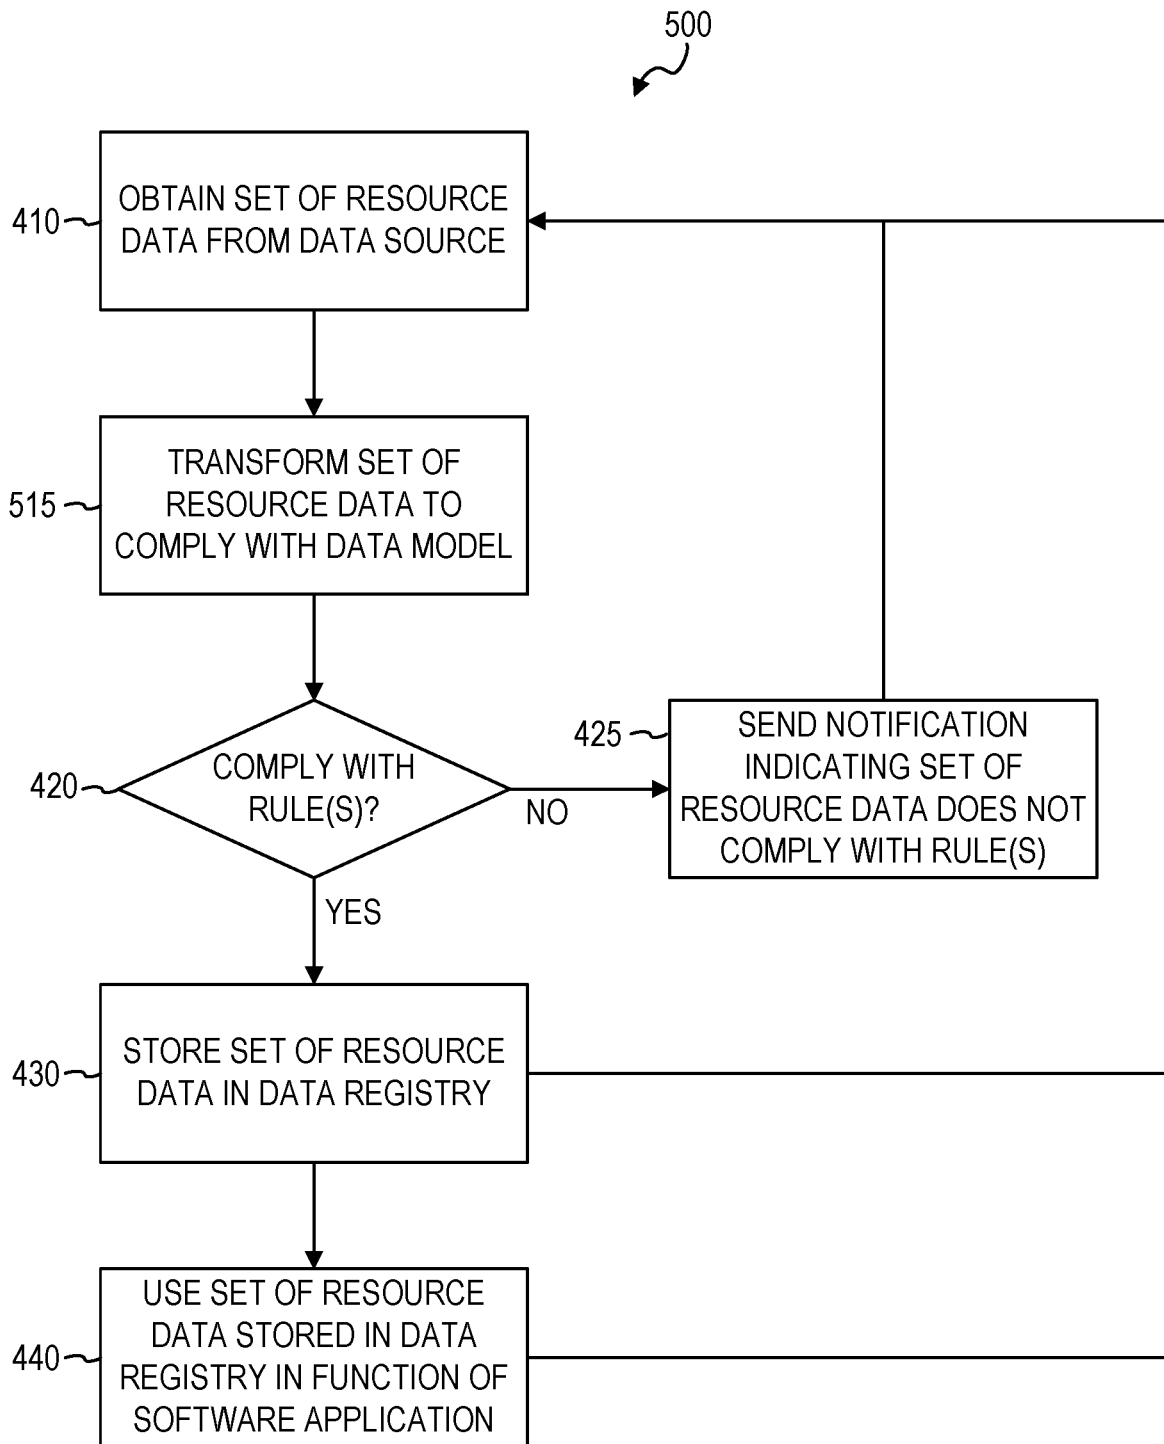 500
410
OBTAIN SET OF RESOURCE
DATA FROM DATA SOURCE
515
TRANSFORM SET OF
RESOURCE DATA TO
COMPLY WITH DATA MODEL
420
COMPLY WITH
RULE(S)?
NO
YES
425
SEND NOTIFICATION
INDICATING SET OF
RESOURCE DATA DOES NOT
COMPLY WITH RULE(S)
430
STORE SET OF RESOURCE
DATA IN DATA REGISTRY
440
USE SET OF RESOURCE
DATA STORED IN DATA
REGISTRY IN FUNCTION OF
SOFTWARE APPLICATION